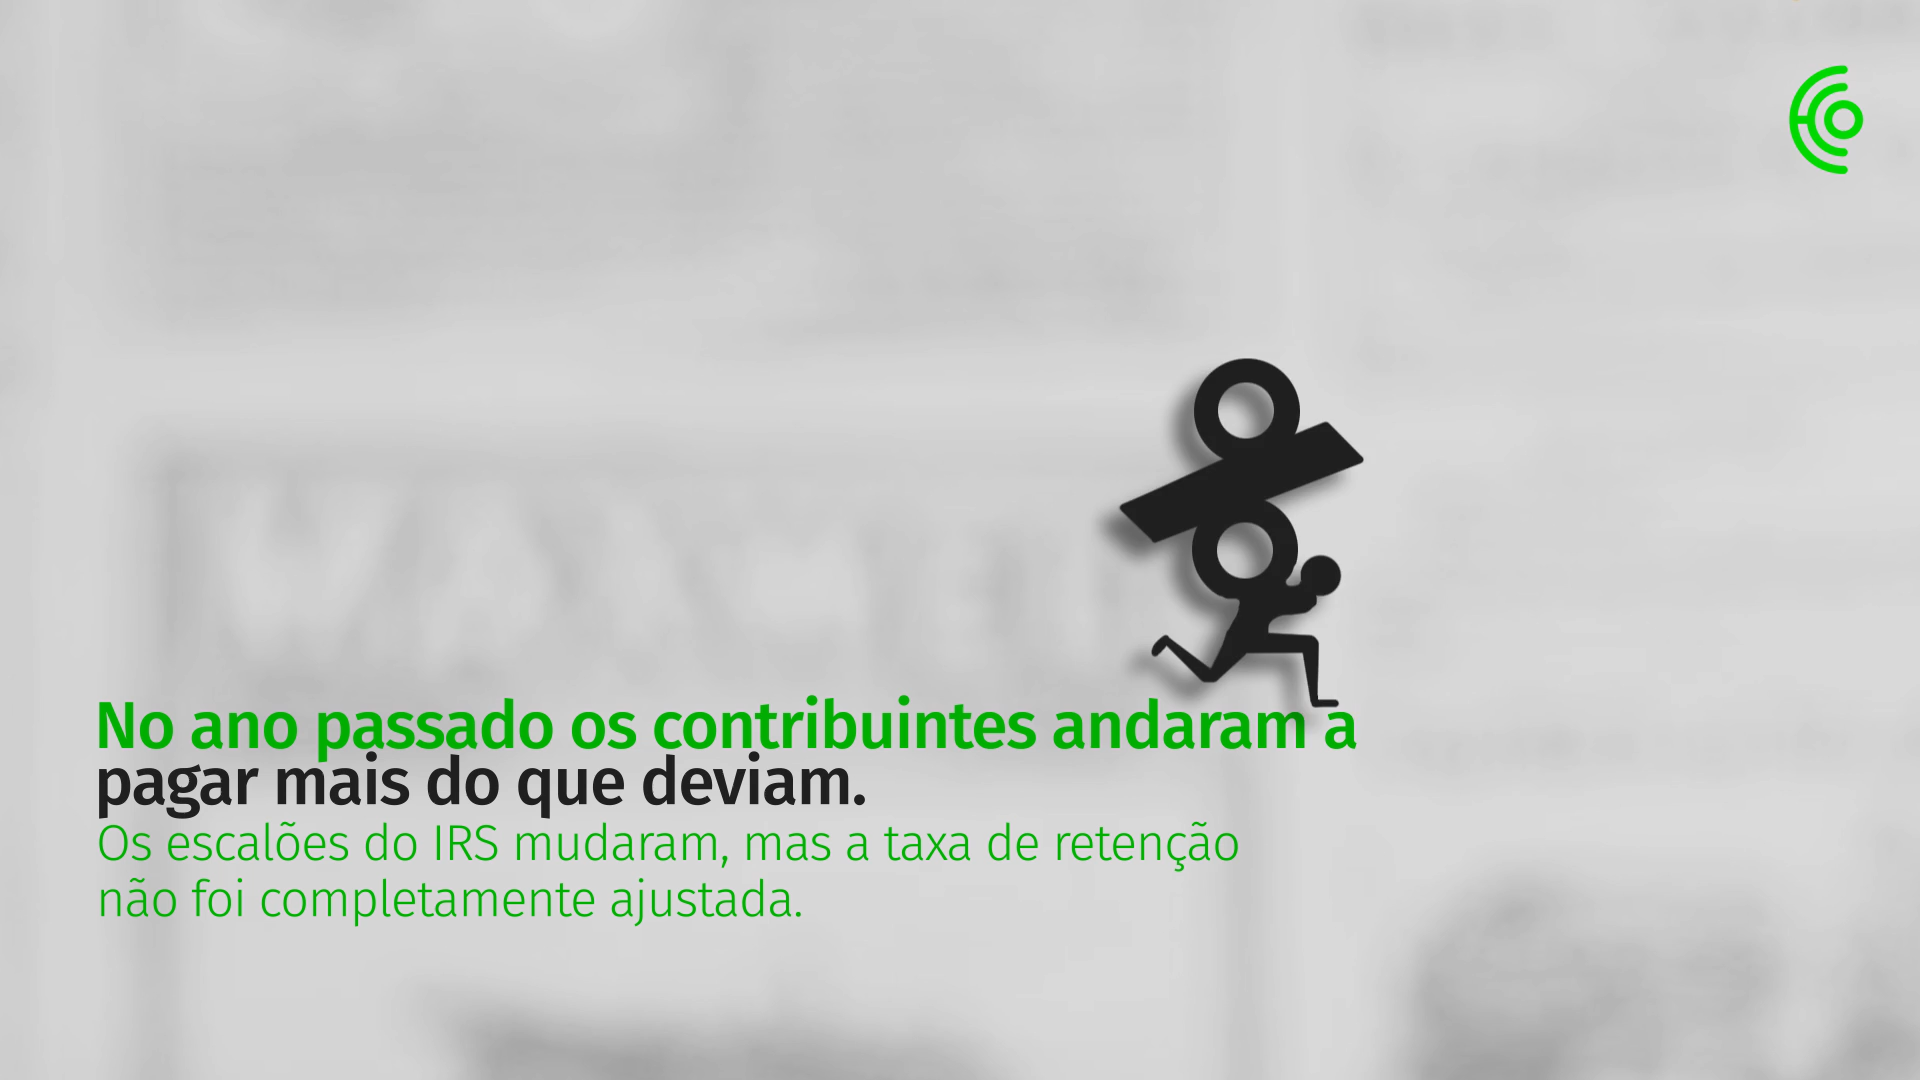 No ano passado os contribuintes andaram a
pagar mais do que deviam.
Os escalões do IRS mudaram, mas a taxa de retenção
não foi completamente ajustada.